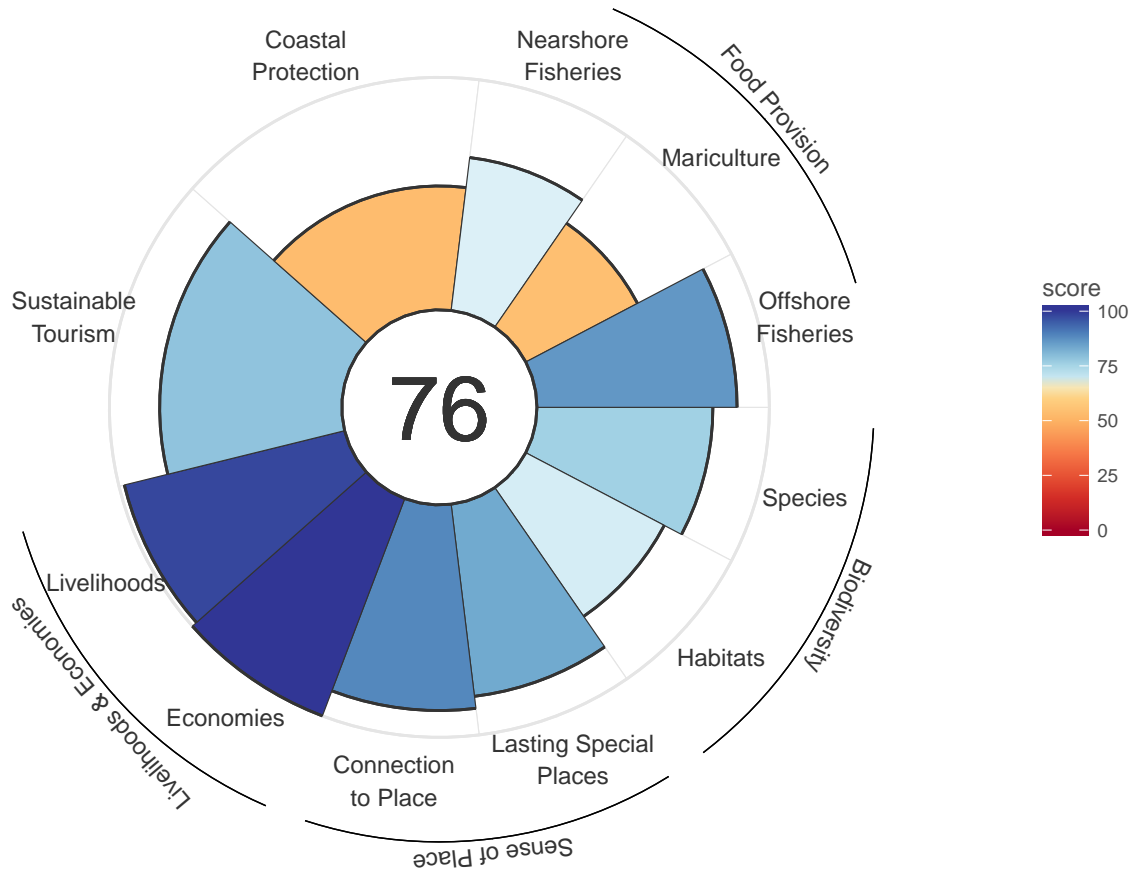 Coastal
Protection
Nearshore
Fisheries
Food Provision
Mariculture
Offshore
Fisheries
Sustainable
Tourism
76
score
100
75
50
25
0
Species
Biodiversity
Habitats
Livelihoods
Livelihoods & Economies
Economies
Lasting Special
Places
Connection
to Place
Sense of Place